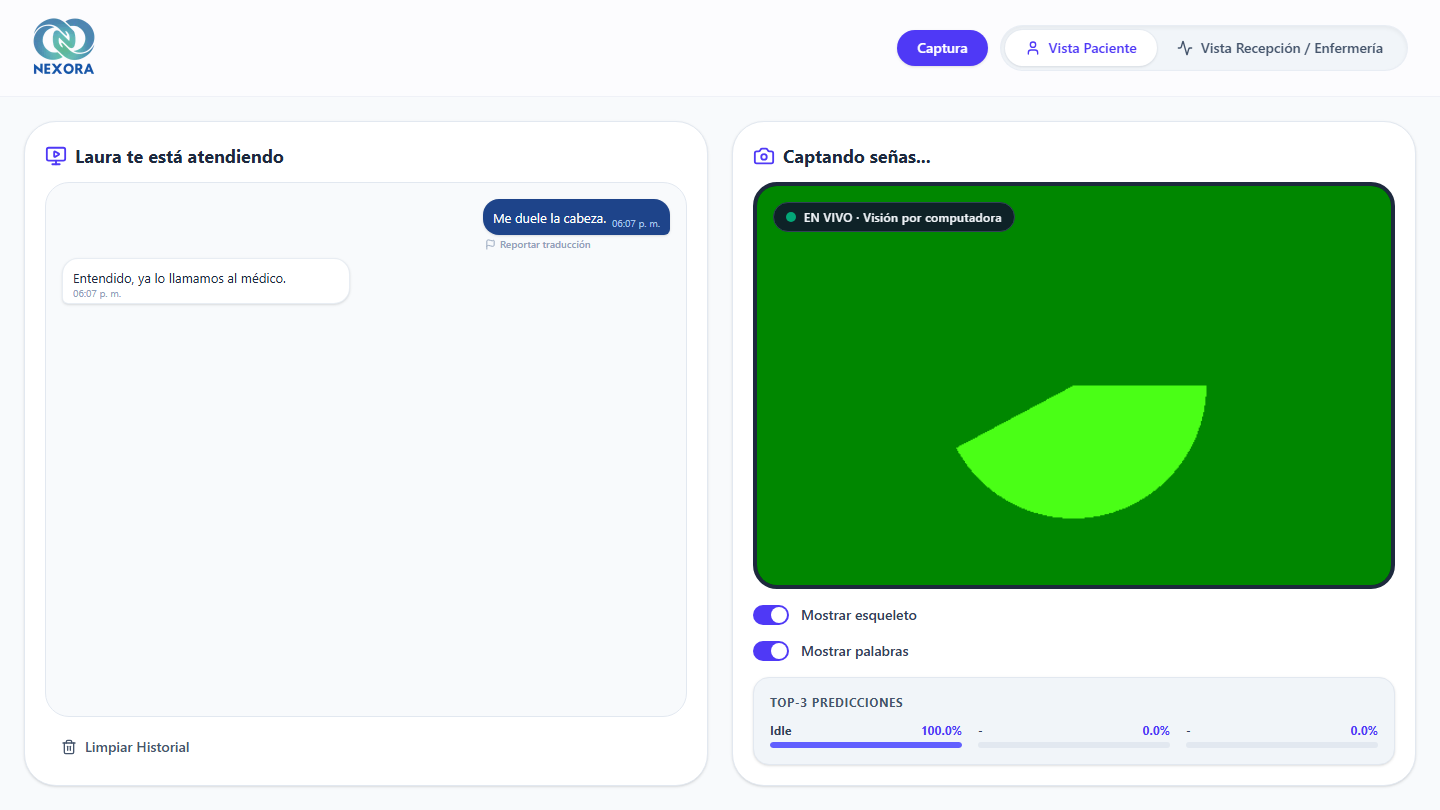 NEXORA
Captura
Vista Paciente
Vista Recepción / Enfermería
Laura te está atendiendo
Me duele la cabeza. 06:07 p. m.
Reportar traducción
Entendido, ya lo llamamos al médico.
06:07 p. m.
Limpiar Historial
Captando señas...
EN VIVO · Visión por computadora
Mostrar esqueleto
Mostrar palabras
TOP-3 PREDICCIONES
Idle 100.0% - 0.0% - 0.0%